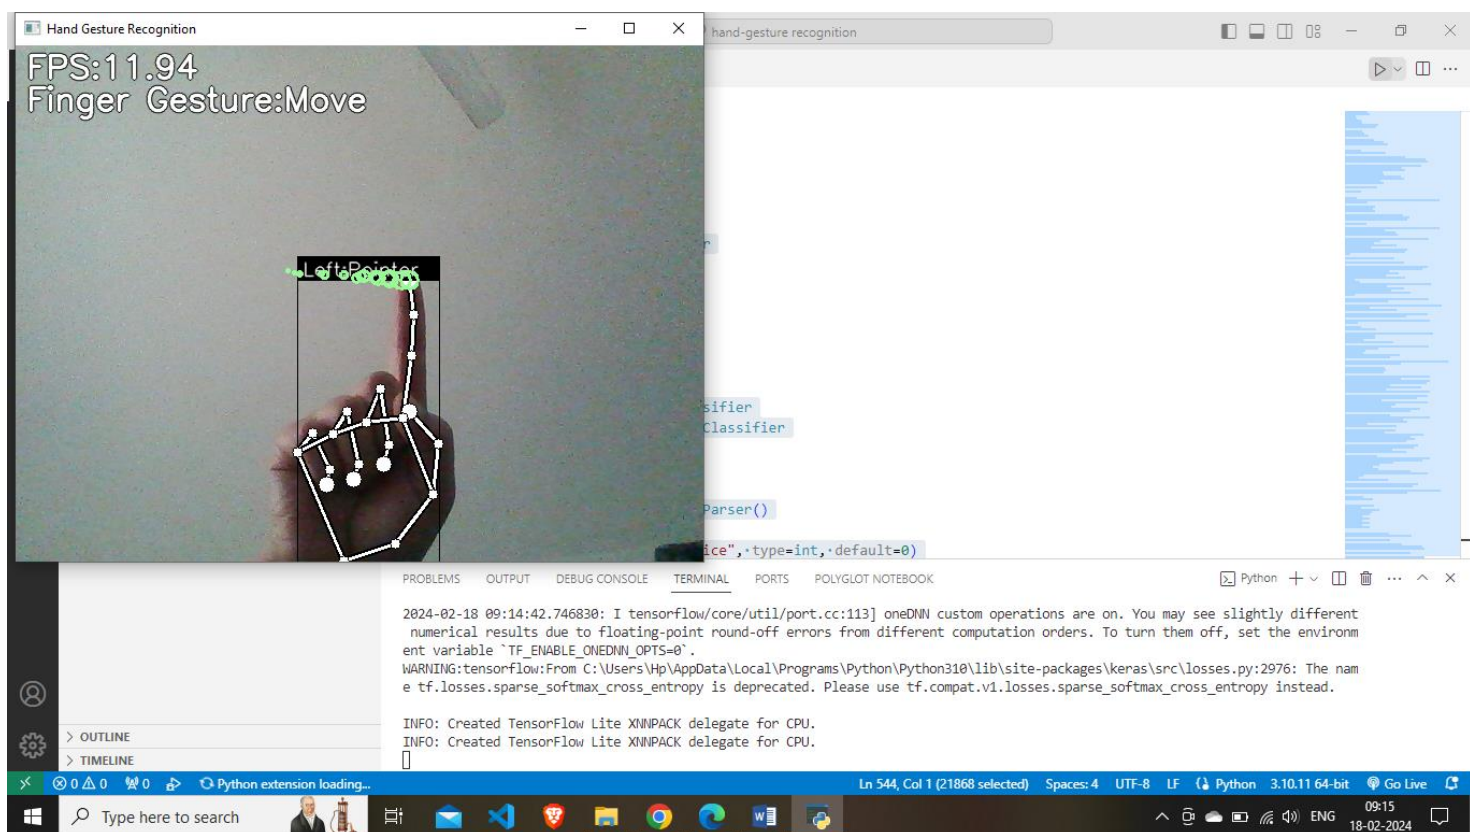 Hand Gesture Recognition
hand-gesture recognition
FPS:11.94
Finger Gesture:Move
Left:Pointer
r
sifier
Classifier
Parser()
ice",·type=int,·default=0)
PROBLEMS OUTPUT DEBUG CONSOLE TERMINAL PORTS POLYGLOT NOTEBOOK
Python
2024-02-18 09:14:42.746830: I tensorflow/core/util/port.cc:113] oneDNN custom operations are on. You may see slightly different
numerical results due to floating-point round-off errors from different computation orders. To turn them off, set the environm
ent variable `TF_ENABLE_ONEDNN_OPTS=0`.
WARNING:tensorflow:From C:\Users\Hp\AppData\Local\Programs\Python\Python310\lib\site-packages\keras\src\losses.py:2976: The nam
e tf.losses.sparse_softmax_cross_entropy is deprecated. Please use tf.compat.v1.losses.sparse_softmax_cross_entropy instead.
INFO: Created TensorFlow Lite XNNPACK delegate for CPU.
INFO: Created TensorFlow Lite XNNPACK delegate for CPU.
OUTLINE
TIMELINE
0 0 0 Python extension loading... Ln 544, Col 1 (21868 selected) Spaces: 4 UTF-8 LF Python 3.10.11 64-bit Go Live
Type here to search
ENG
09:15
18-02-2024